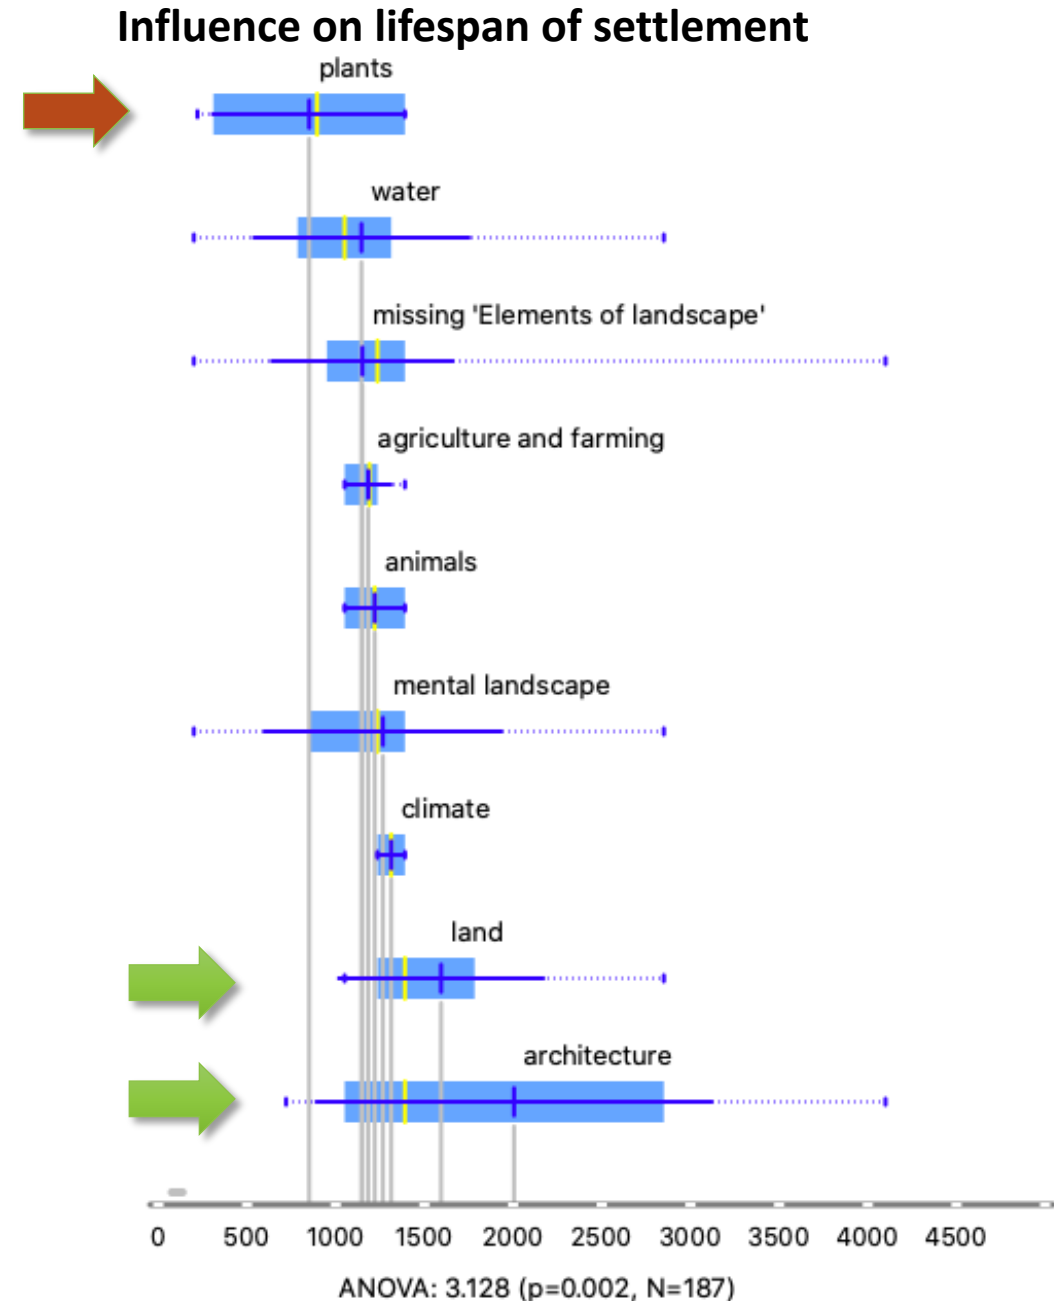 Influence on lifespan of settlement
plants
water
missing 'Elements of landscape'
agriculture and farming
animals
mental landscape
climate
land
architecture
0 500 1000 1500 2000 2500 3000 3500 4000 4500
ANOVA: 3.128 (p=0.002, N=187)